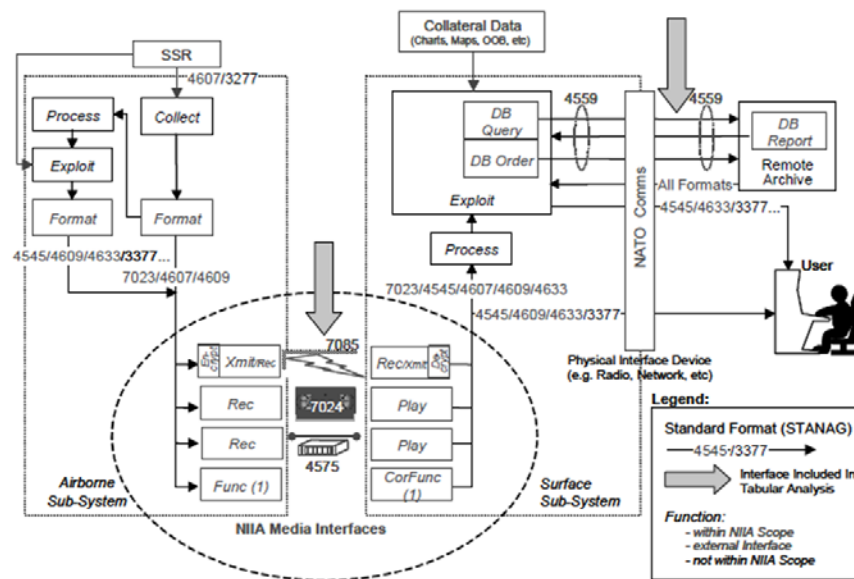 SSR
4607/3277
Process
Collect
Exploit
Format
Format
4545/4609/4633/3377...
7023/4607/4609
En-
crypt
Xmit/Rec
Rec
Rec
Func (1)
Airborne
Sub-System
7085
7024
4575
NIIA Media Interfaces
Collateral Data
(Charts, Maps, OOB, etc)
DB
Query
DB Order
Exploit
Process
7023/4545/4607/4609/4633
4545/4609/4633/3377
Rec/Xmit
De-
crypt
Play
Play
CorFunc
(1)
Surface
Sub-System
4559
4559
NATO Comms
DB
Report
Remote
Archive
All Formats
4545/4633/3377...
User
Physical Interface Device
(e.g. Radio, Network, etc)
Legend:
Standard Format (STANAG)
4545/3377
Interface Included In
Tabular Analysis
Function:
- within NIIA Scope
- external Interface
- not within NIIA Scope